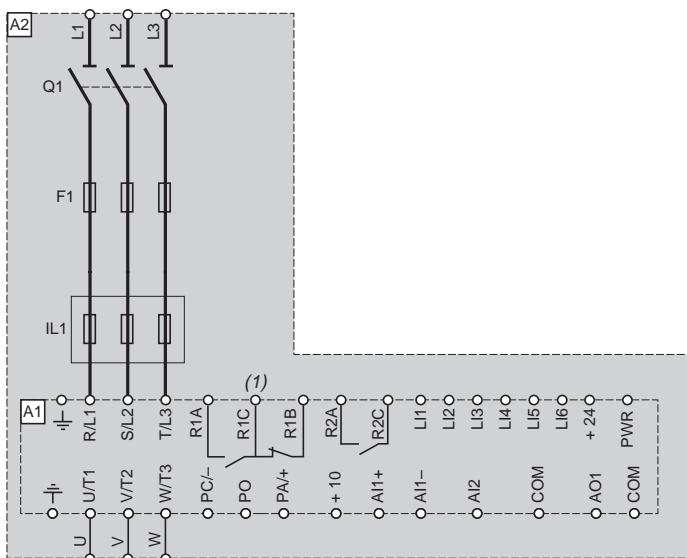 A2
L1 L2 L3
Q1
F1
IL1
(1)
A1
R/L1 S/L2 T/L3 R1A R1C R1B R2A R2C LI1 LI2 LI3 LI4 LI5 LI6 + 24 PWR
U/T1 V/T2 W/T3 PC/– PO PA/+ + 10 AI1+ AI1– AI2 COM AO1 COM
U V W